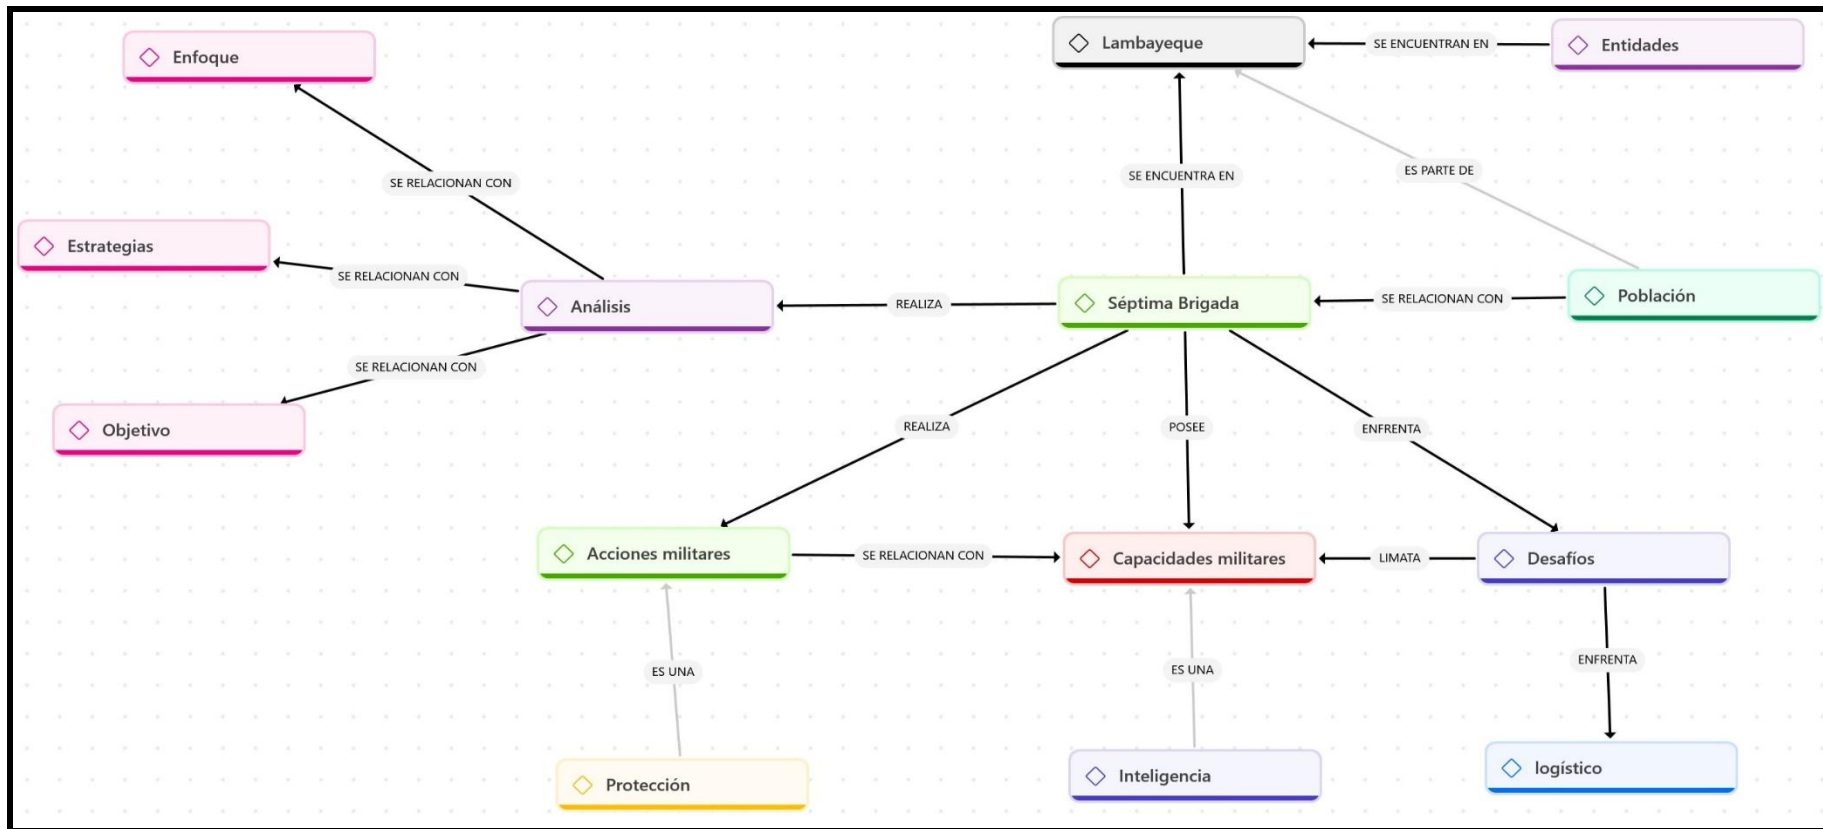 Lambayeque
SE ENCUENTRAN EN
Entidades
Enfoque
SE RELACIONAN CON
SE ENCUENTRA EN
ES PARTE DE
Estrategias
SE RELACIONAN CON
Análisis
REALIZA
Séptima Brigada
SE RELACIONAN CON
Población
SE RELACIONAN CON
Objetivo
REALIZA
POSEE
ENFRENTA
Acciones militares
SE RELACIONAN CON
Capacidades militares
LIMATA
Desafíos
ES UNA
ES UNA
ENFRENTA
Protección
Inteligencia
logístico